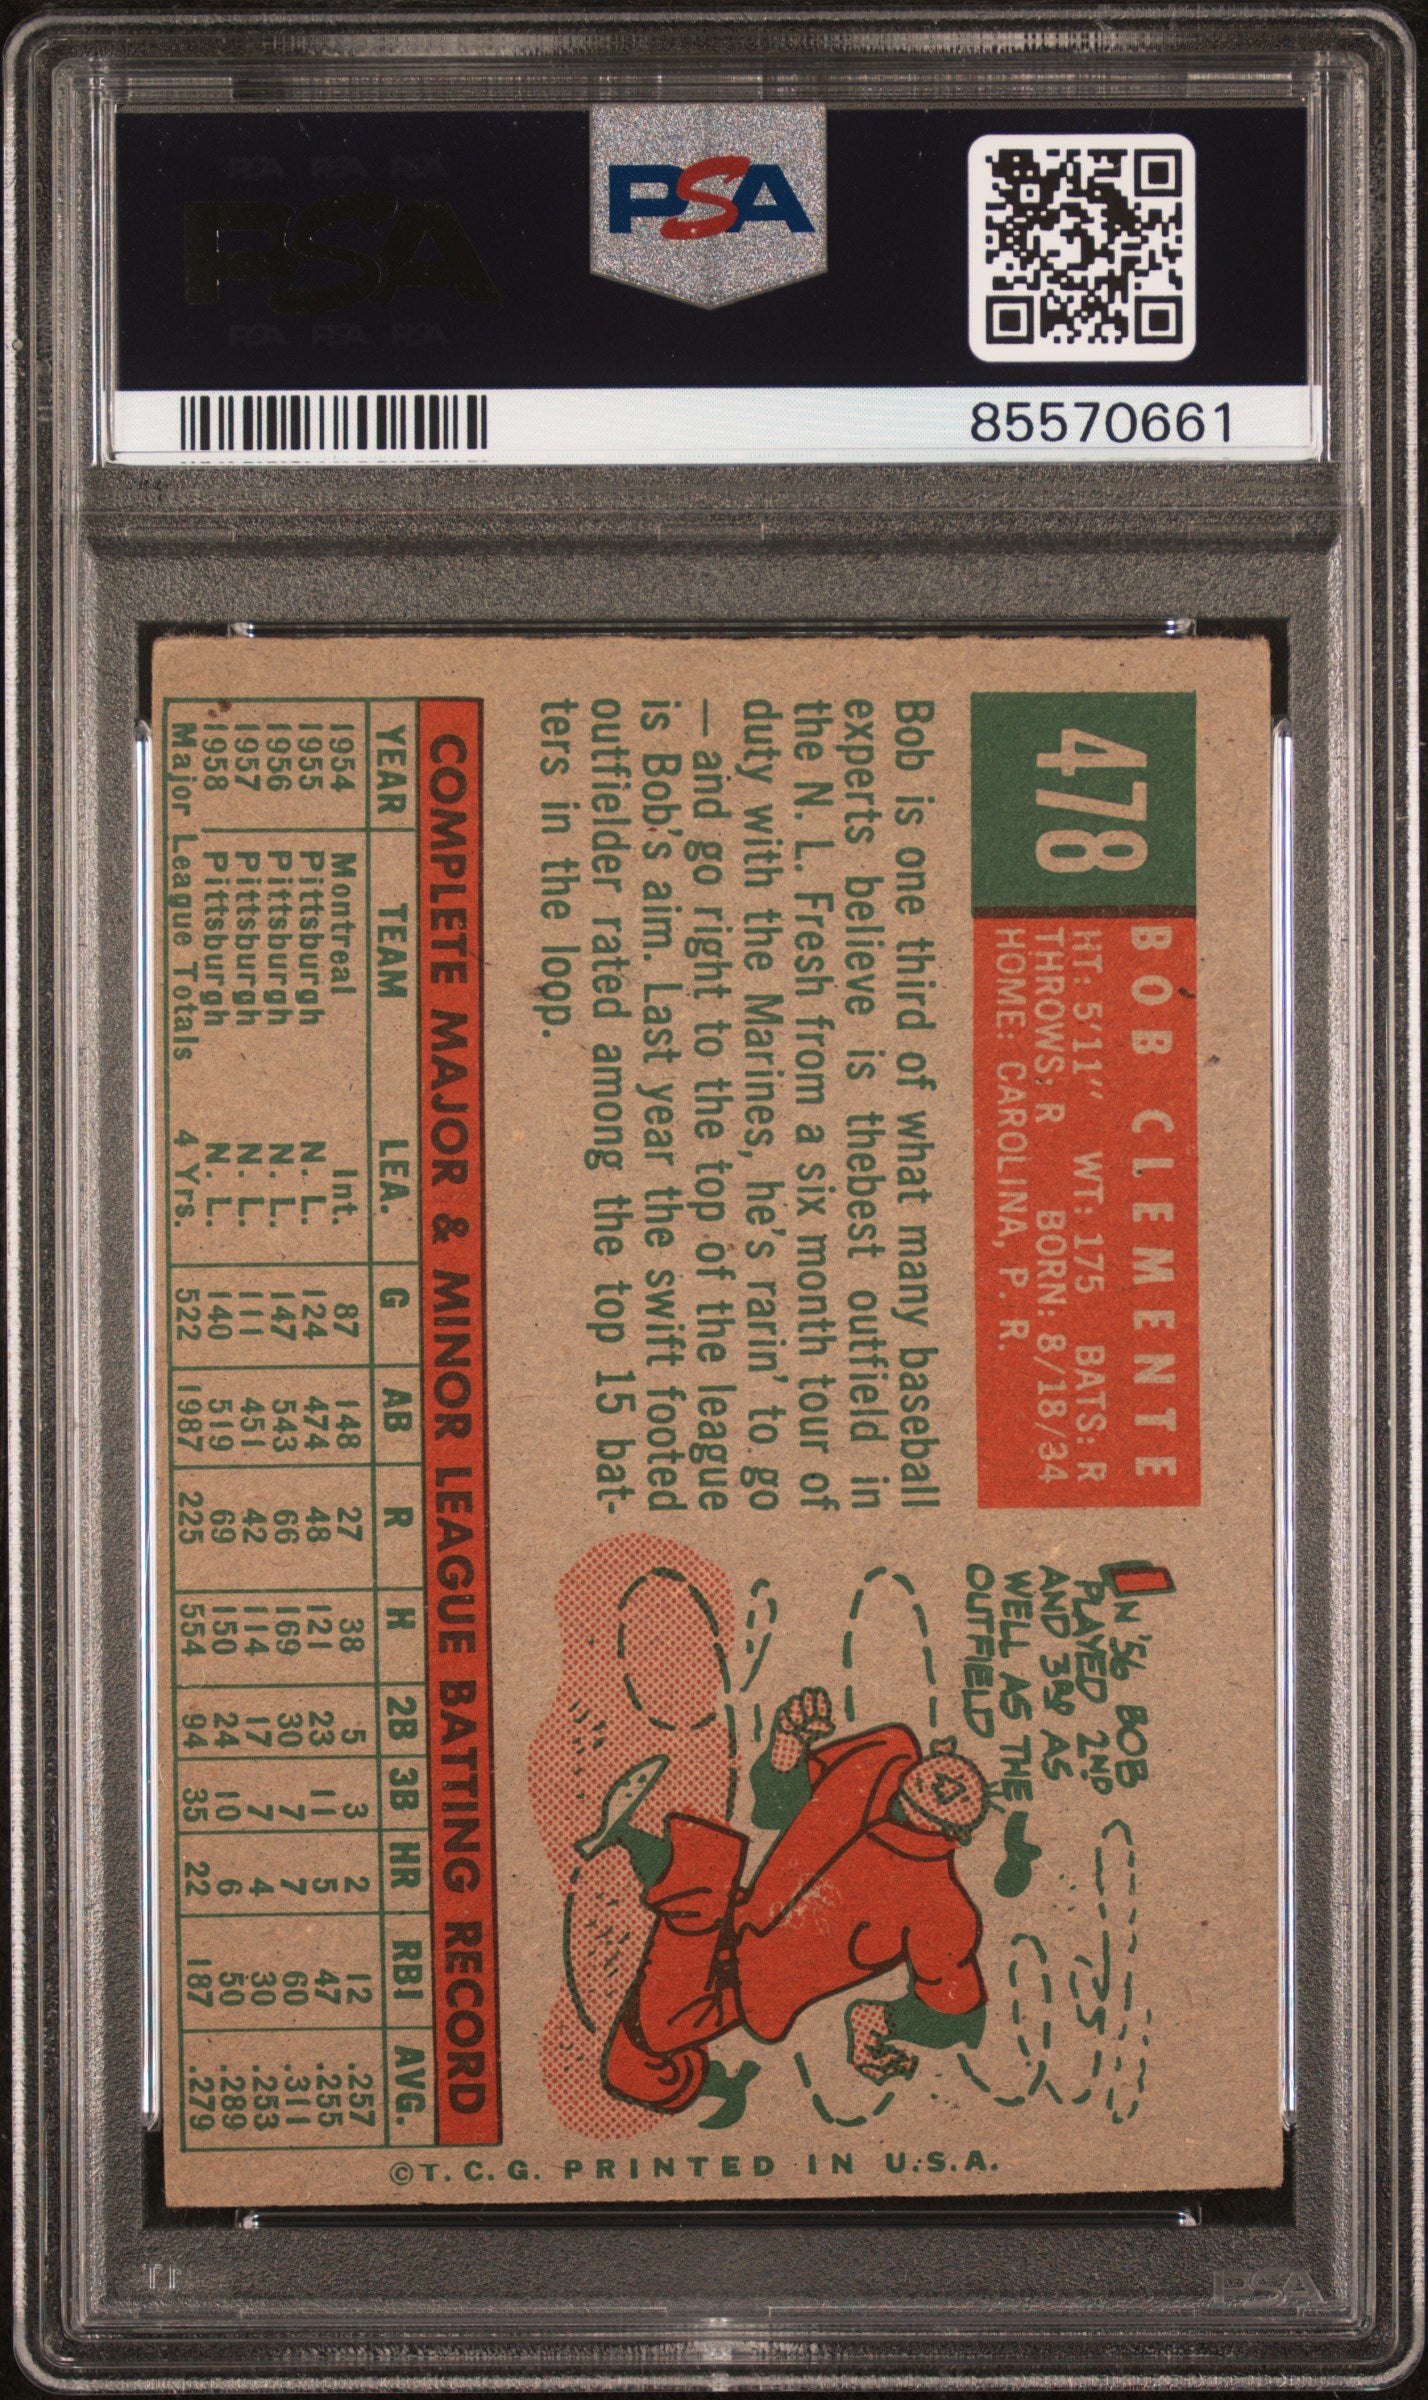 PSA PSA PSA
PSA
PSA PSA PSA
PSA
85570661
478
BOB CLEMENTE
HT: 5'11" WT: 175 BATS: R
THROWS: R BORN: 8/18/34
HOME: CAROLINA, P. R.
Bob is one third of what many baseball
experts believe is thebest outfield in
the N. L. Fresh from a six month tour of
duty with the Marines, he's rarin' to go
— and go right to the top of the league
is Bob's aim. Last year the swift footed
outfielder rated among the top 15 bat-
ters in the loop.
IN '56 BOB
PLAYED 2ND
AND 3RD AS
WELL AS THE
OUTFIELD
COMPLETE MAJOR & MINOR LEAGUE BATTING RECORD
YEAR TEAM LEA. G AB R H 2B 3B HR RBI AVG.
1954 Montreal Int. 87 148 27 38 5 3 2 12 .257
1955 Pittsburgh N. L. 124 474 48 121 23 11 5 47 .255
1956 Pittsburgh N. L. 147 543 66 169 30 7 7 60 .311
1957 Pittsburgh N. L. 111 451 42 114 17 7 4 30 .253
1958 Pittsburgh N. L. 140 519 69 150 24 10 6 50 .289
Major League Totals 4 Yrs. 522 1987 225 554 94 35 22 187 .279
©T. C. G. PRINTED IN U.S.A.
PSA